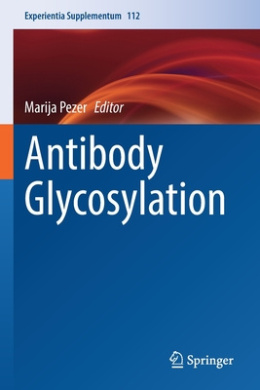 Experientia Supplementum 112
Marija Pezer Editor
Antibody
Glycosylation
Springer